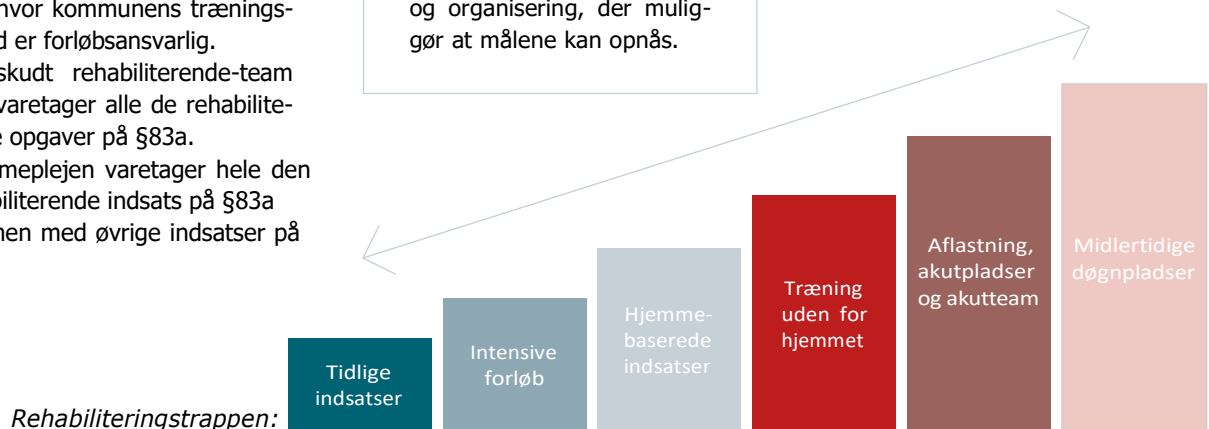 hvor kommunens trænings-
d er forløbsansvarlig.
skudt rehabiliterende-team
varetager alle de rehabilite-
e opgaver på §83a.
meplejen varetager hele den
biliterende indsats på §83a
men med øvrige indsatser på
og organisering, der mulig-
gør at målene kan opnås.
Rehabiliteringstrappen:
Tidlige
indsatser
Intensive
forløb
Hjemme-
baserede
indsatser
Træning
uden for
hjemmet
Aflastning,
akutpladser
og akutteam
Midlertidige
døgnpladser